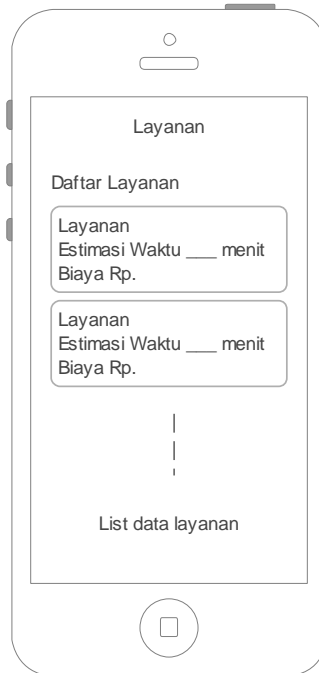 Layanan
Daftar Layanan
Layanan
Estimasi Waktu ___ menit
Biaya Rp.
Layanan
Estimasi Waktu ___ menit
Biaya Rp.
List data layanan